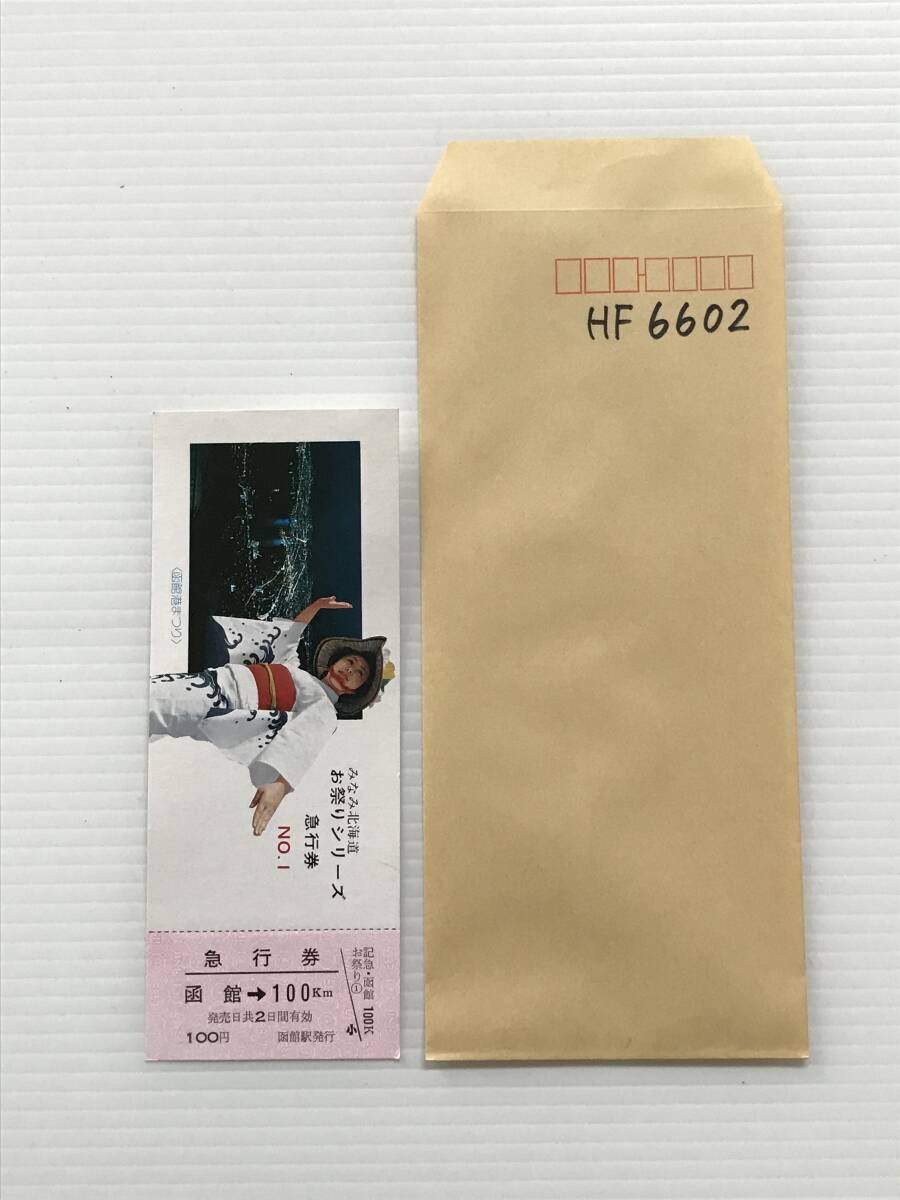 HF 6602
〈函館港まつり〉
みなみ北海道
お祭りシリーズ
急行券
NO.1
急行券
函館→100Km
発売日共2日間有効
100円 函館駅発行
記急・函館 100K
お祭り①
小